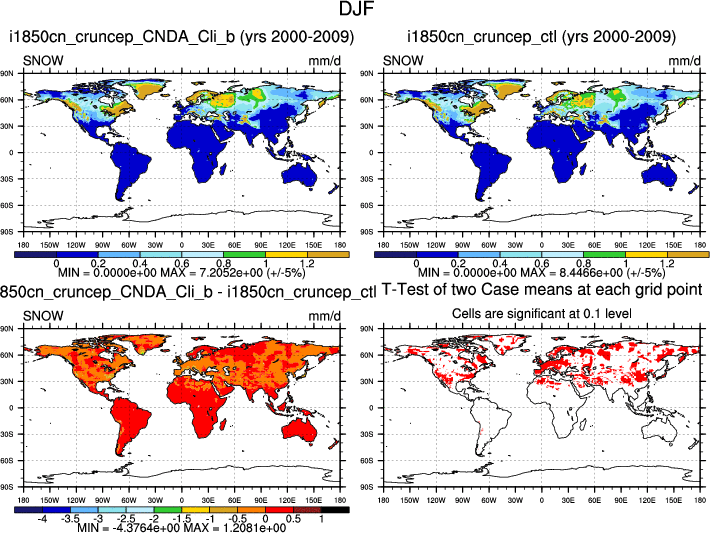 DJF
i1850cn_cruncep_CNDA_Cli_b (yrs 2000-2009)
i1850cn_cruncep_ctl (yrs 2000-2009)
SNOW mm/d
SNOW mm/d
90N
60N
30N
0
30S
60S
90S
180 150W 120W 90W 60W 30W 0 30E 60E 90E 120E 150E 180
0 0.2 0.4 0.6 0.8 1 1.2
MIN = 0.0000e+00 MAX = 7.2052e+00 (+/-5%)
90N
60N
30N
0
30S
60S
90S
180 150W 120W 90W 60W 30W 0 30E 60E 90E 120E 150E 180
0 0.2 0.4 0.6 0.8 1 1.2
MIN = 0.0000e+00 MAX = 8.4466e+00 (+/-5%)
850cn_cruncep_CNDA_Cli_b - i1850cn_cruncep_ctl
SNOW mm/d
90N
60N
30N
0
30S
60S
90S
180 150W 120W 90W 60W 30W 0 30E 60E 90E 120E 150E 180
-4 -3.5 -3 -2.5 -2 -1.5 -1 -0.5 0 0.5 1
MIN = -4.3764e+00 MAX = 1.2081e+00
T-Test of two Case means at each grid point
Cells are significant at 0.1 level
90N
60N
30N
0
30S
60S
90S
180 150W 120W 90W 60W 30W 0 30E 60E 90E 120E 150E 180